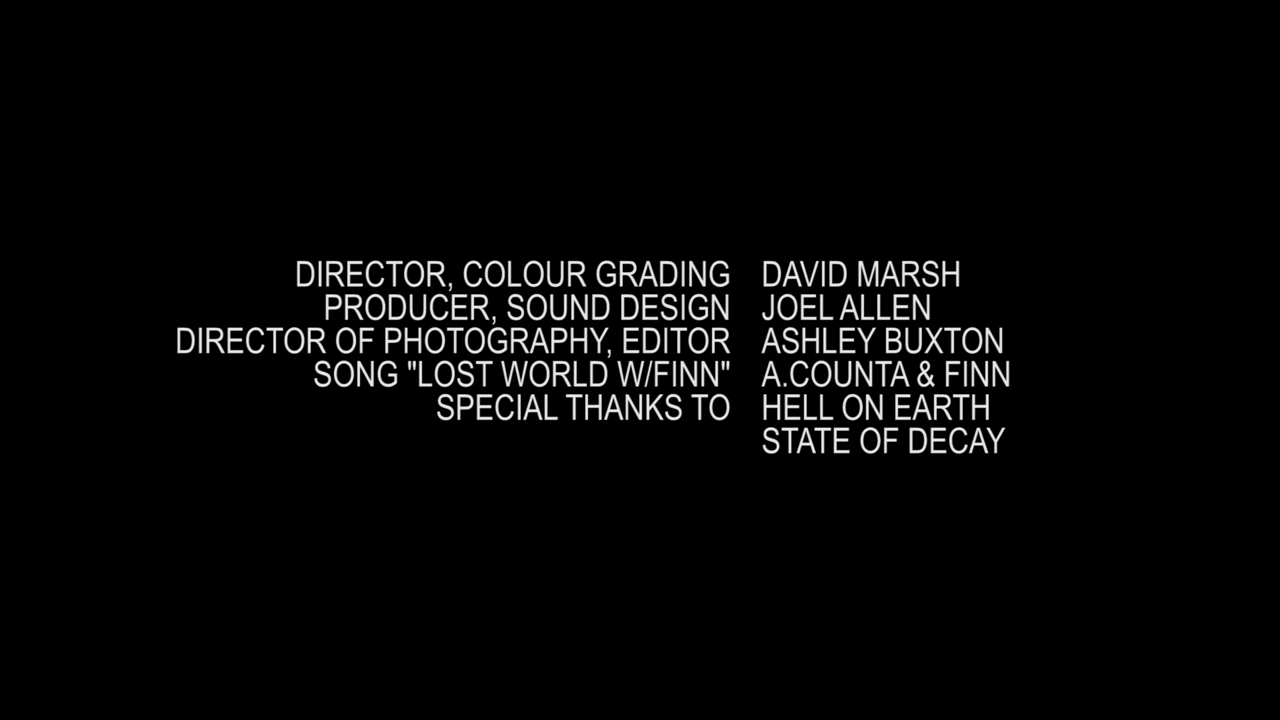 DIRECTOR, COLOUR GRADING DAVID MARSH
PRODUCER, SOUND DESIGN JOEL ALLEN
DIRECTOR OF PHOTOGRAPHY, EDITOR ASHLEY BUXTON
SONG "LOST WORLD W/FINN" A.COUNTA & FINN
SPECIAL THANKS TO HELL ON EARTH
STATE OF DECAY